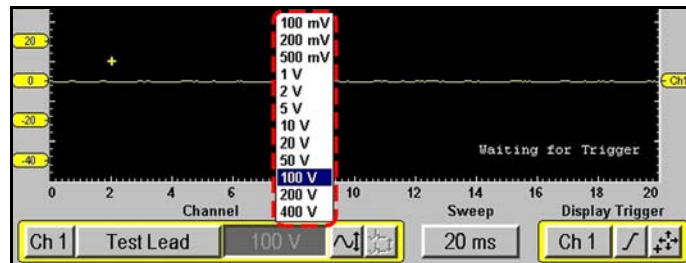 100 mV
200 mV
500 mV
1 V
2 V
5 V
10 V
20 V
50 V
100 V
200 V
400 V
20
0
-20
-40
Ch1
Waiting for Trigger
0 2 4 6 10 12 14 16 18 20
Channel Sweep Display Trigger
Ch 1 Test Lead 100 V 20 ms Ch 1